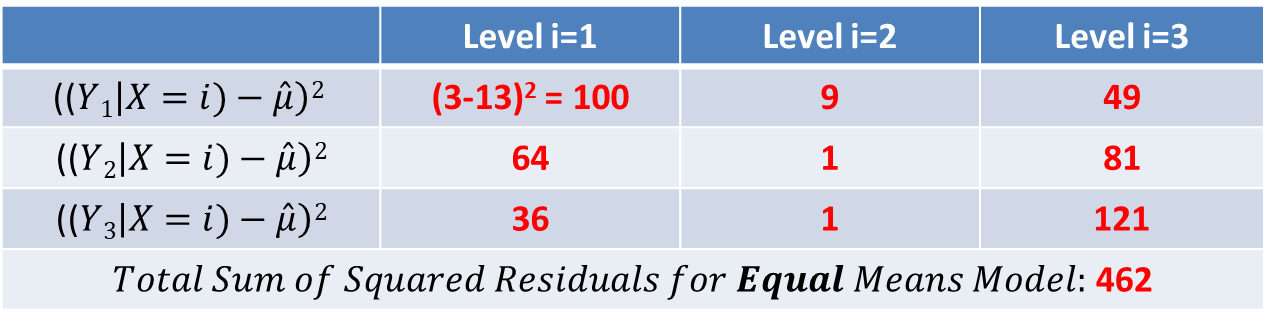 Level i=1 Level i=2 Level i=3
((Y₁|X = i) − μ̂)² (3-13)² = 100 9 49
((Y₂|X = i) − μ̂)² 64 1 81
((Y₃|X = i) − μ̂)² 36 1 121
Total Sum of Squared Residuals for Equal Means Model: 462